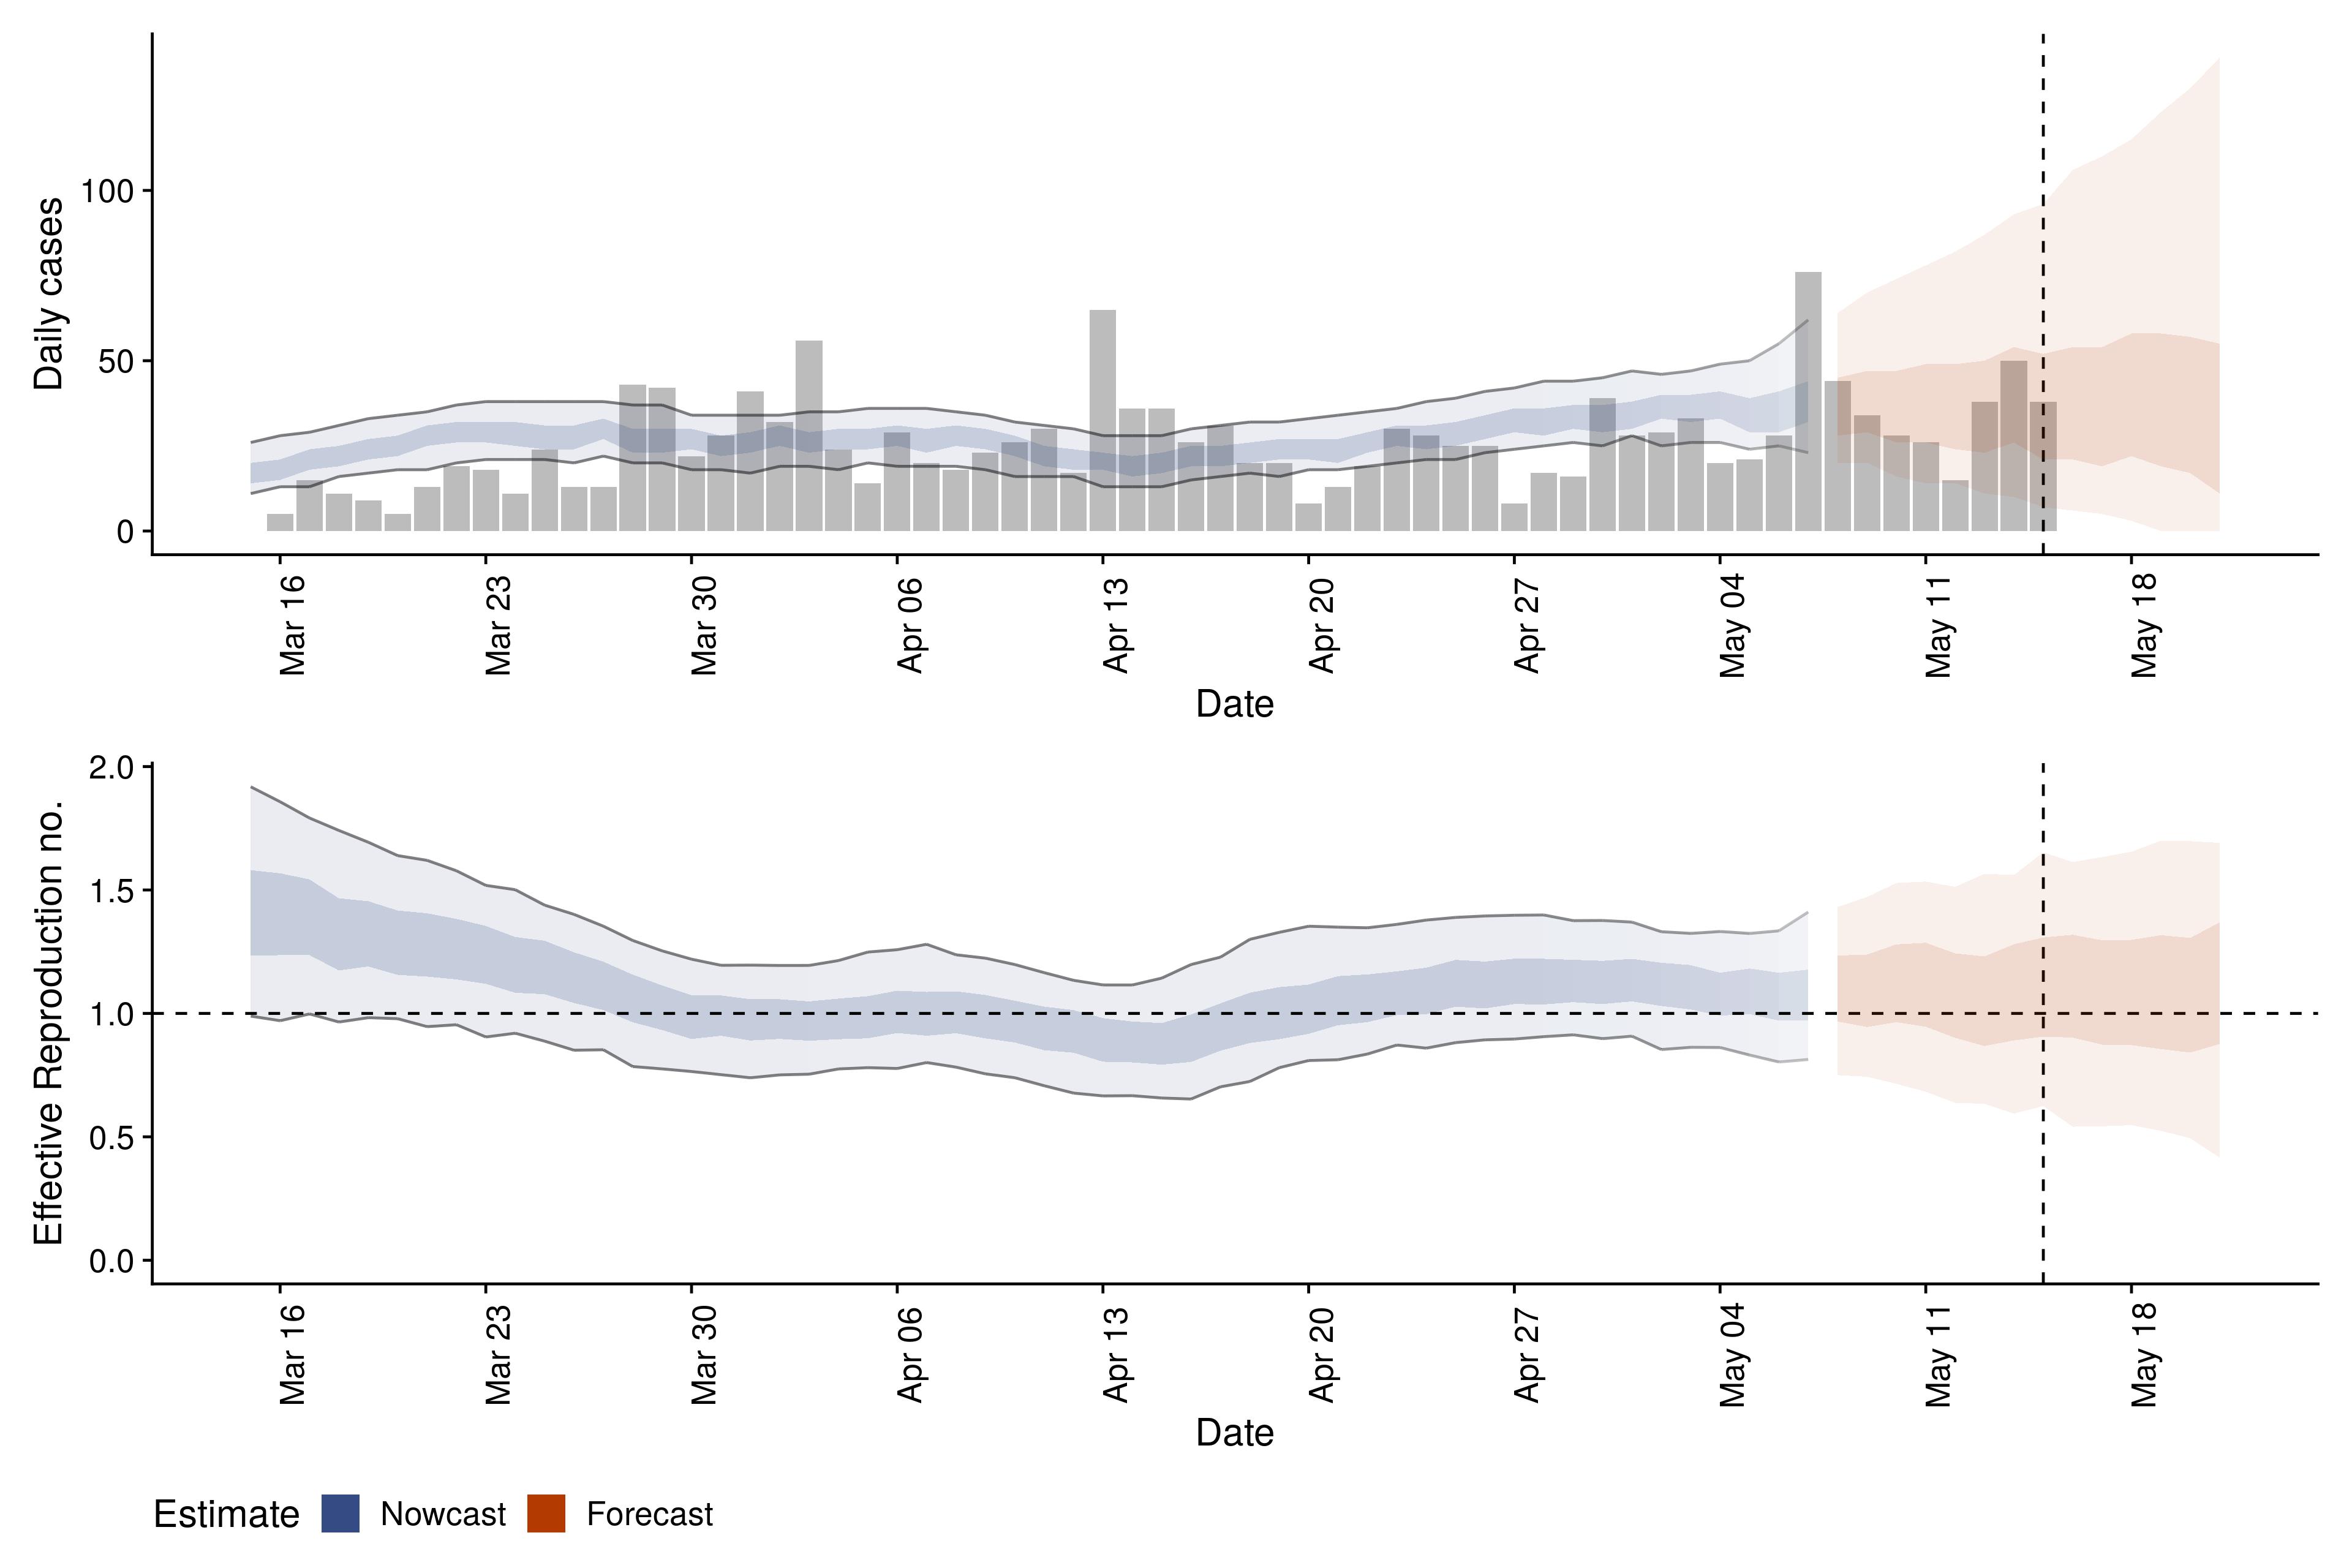 Daily cases
100
50
0
Mar 16
Mar 23
Mar 30
Apr 06
Apr 13
Apr 20
Apr 27
May 04
May 11
May 18
Date
Effective Reproduction no.
2.0
1.5
1.0
0.5
0.0
Mar 16
Mar 23
Mar 30
Apr 06
Apr 13
Apr 20
Apr 27
May 04
May 11
May 18
Date
Estimate Nowcast Forecast